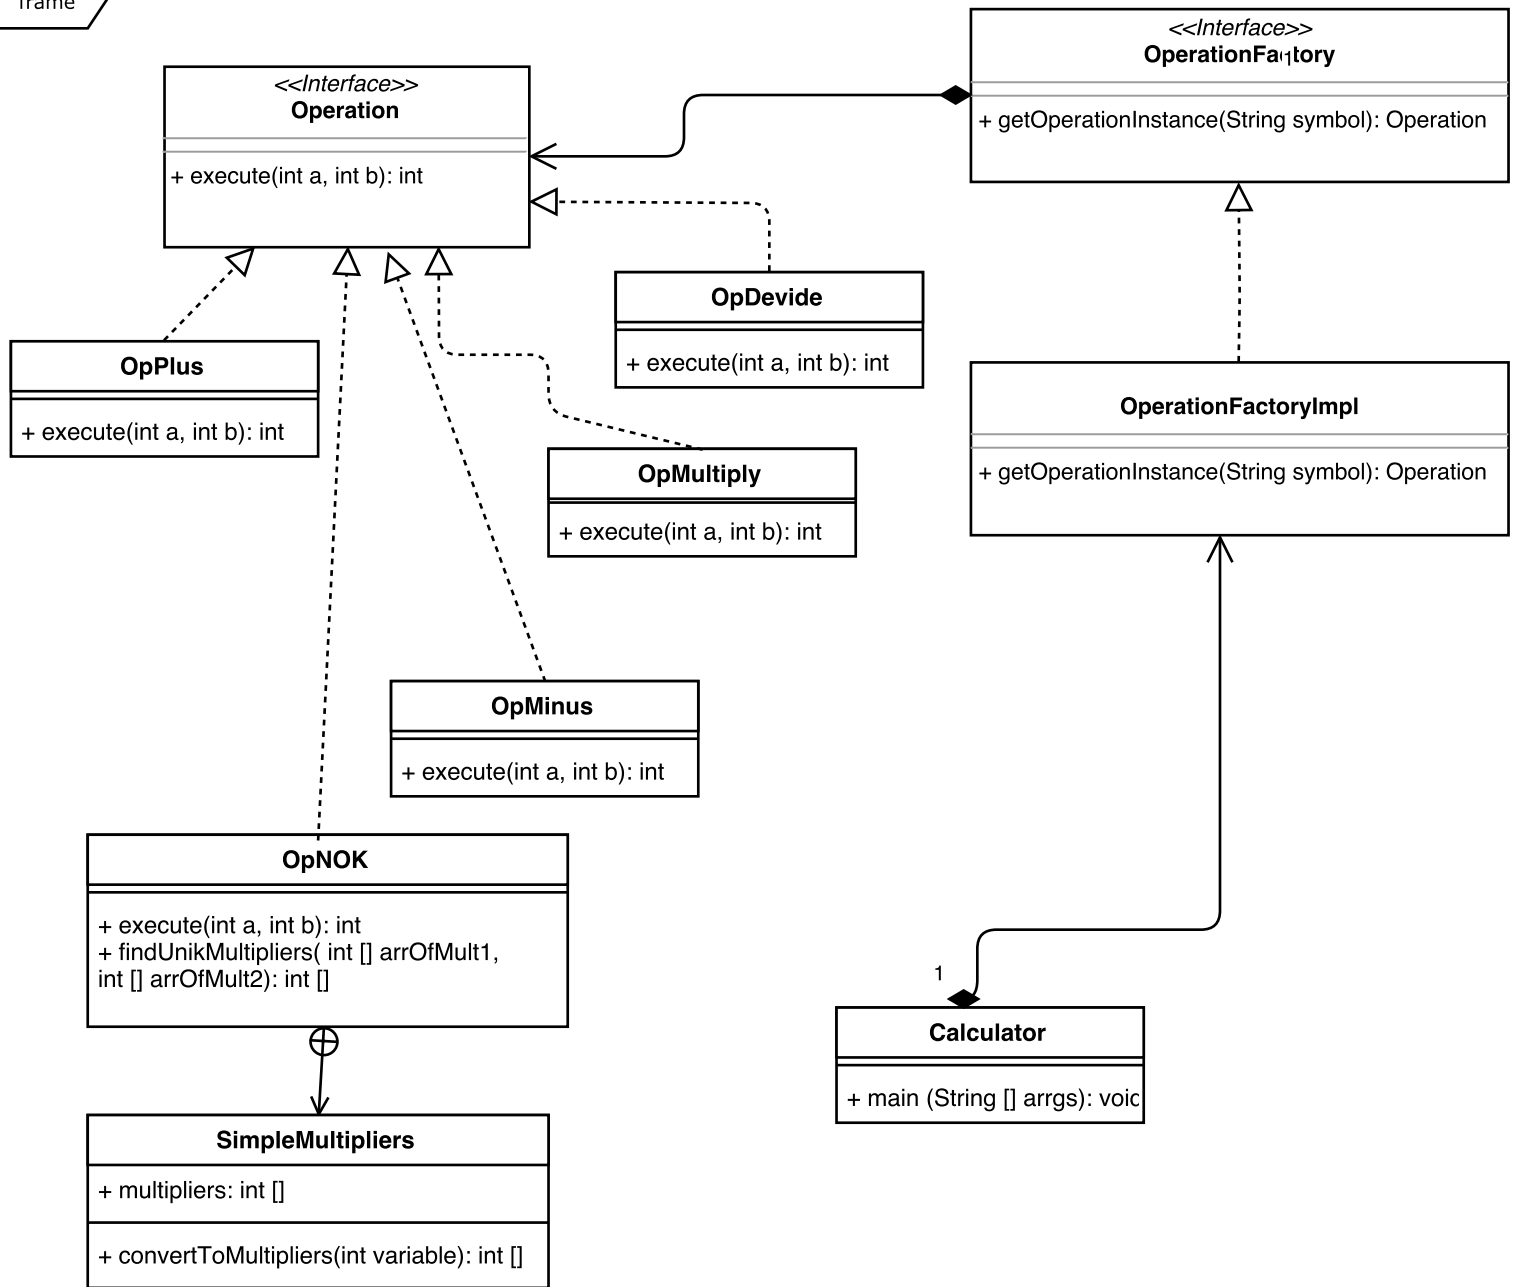 frame
<<Interface>>
OperationFactory
1
+ getOperationInstance(String symbol): Operation
<<Interface>>
Operation
+ execute(int a, int b): int
OpDevide
+ execute(int a, int b): int
OpPlus
+ execute(int a, int b): int
OperationFactoryImpl
+ getOperationInstance(String symbol): Operation
OpMultiply
+ execute(int a, int b): int
OpMinus
+ execute(int a, int b): int
OpNOK
+ execute(int a, int b): int
+ findUnikMultipliers( int [] arrOfMult1,
int [] arrOfMult2): int []
1
Calculator
+ main (String [] arrgs): void
SimpleMultipliers
+ multipliers: int []
+ convertToMultipliers(int variable): int []